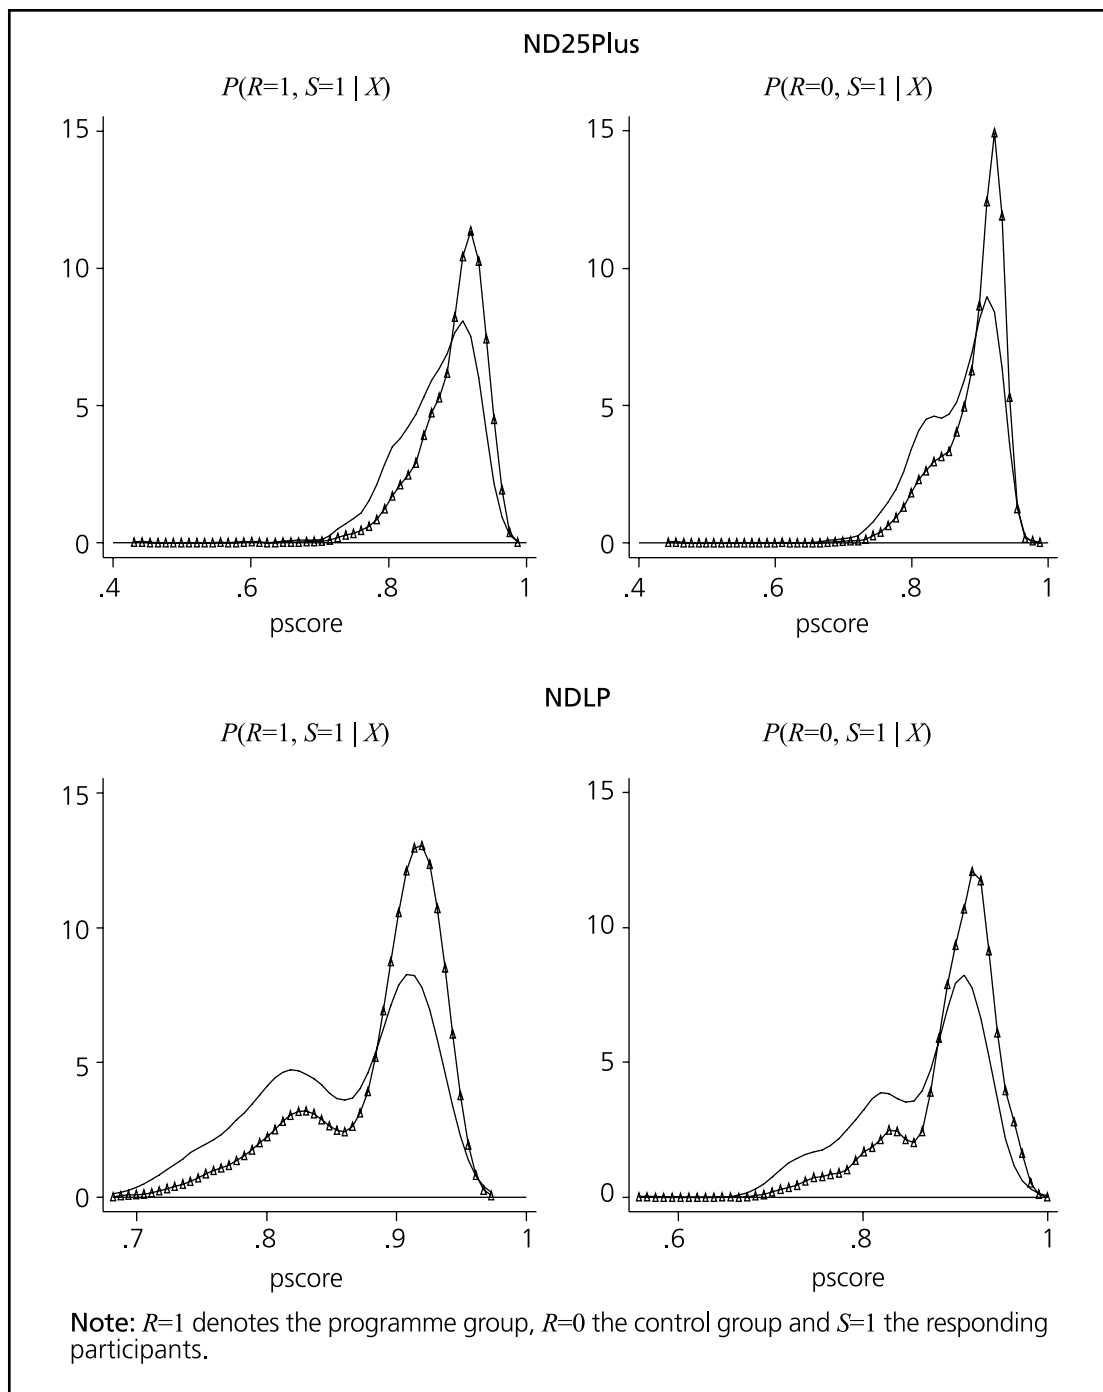 ND25Plus
P(R=1, S=1 | X)
P(R=0, S=1 | X)
15
10
5
0
.4
.6
.8
1
pscore
15
10
5
0
.4
.6
.8
1
pscore
NDLP
P(R=1, S=1 | X)
P(R=0, S=1 | X)
15
10
5
0
.7
.8
.9
1
pscore
15
10
5
0
.6
.8
1
pscore
Note: R=1 denotes the programme group, R=0 the control group and S=1 the responding
participants.